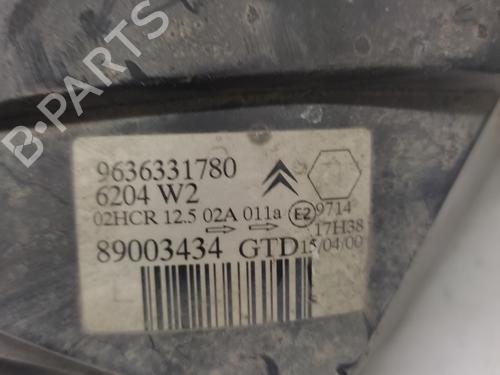 B-PARTS
9636331780
6204 W2
02HCR 12.5 02A 011a E2 9714
17H38
89003434 GTD 15/04/00
L